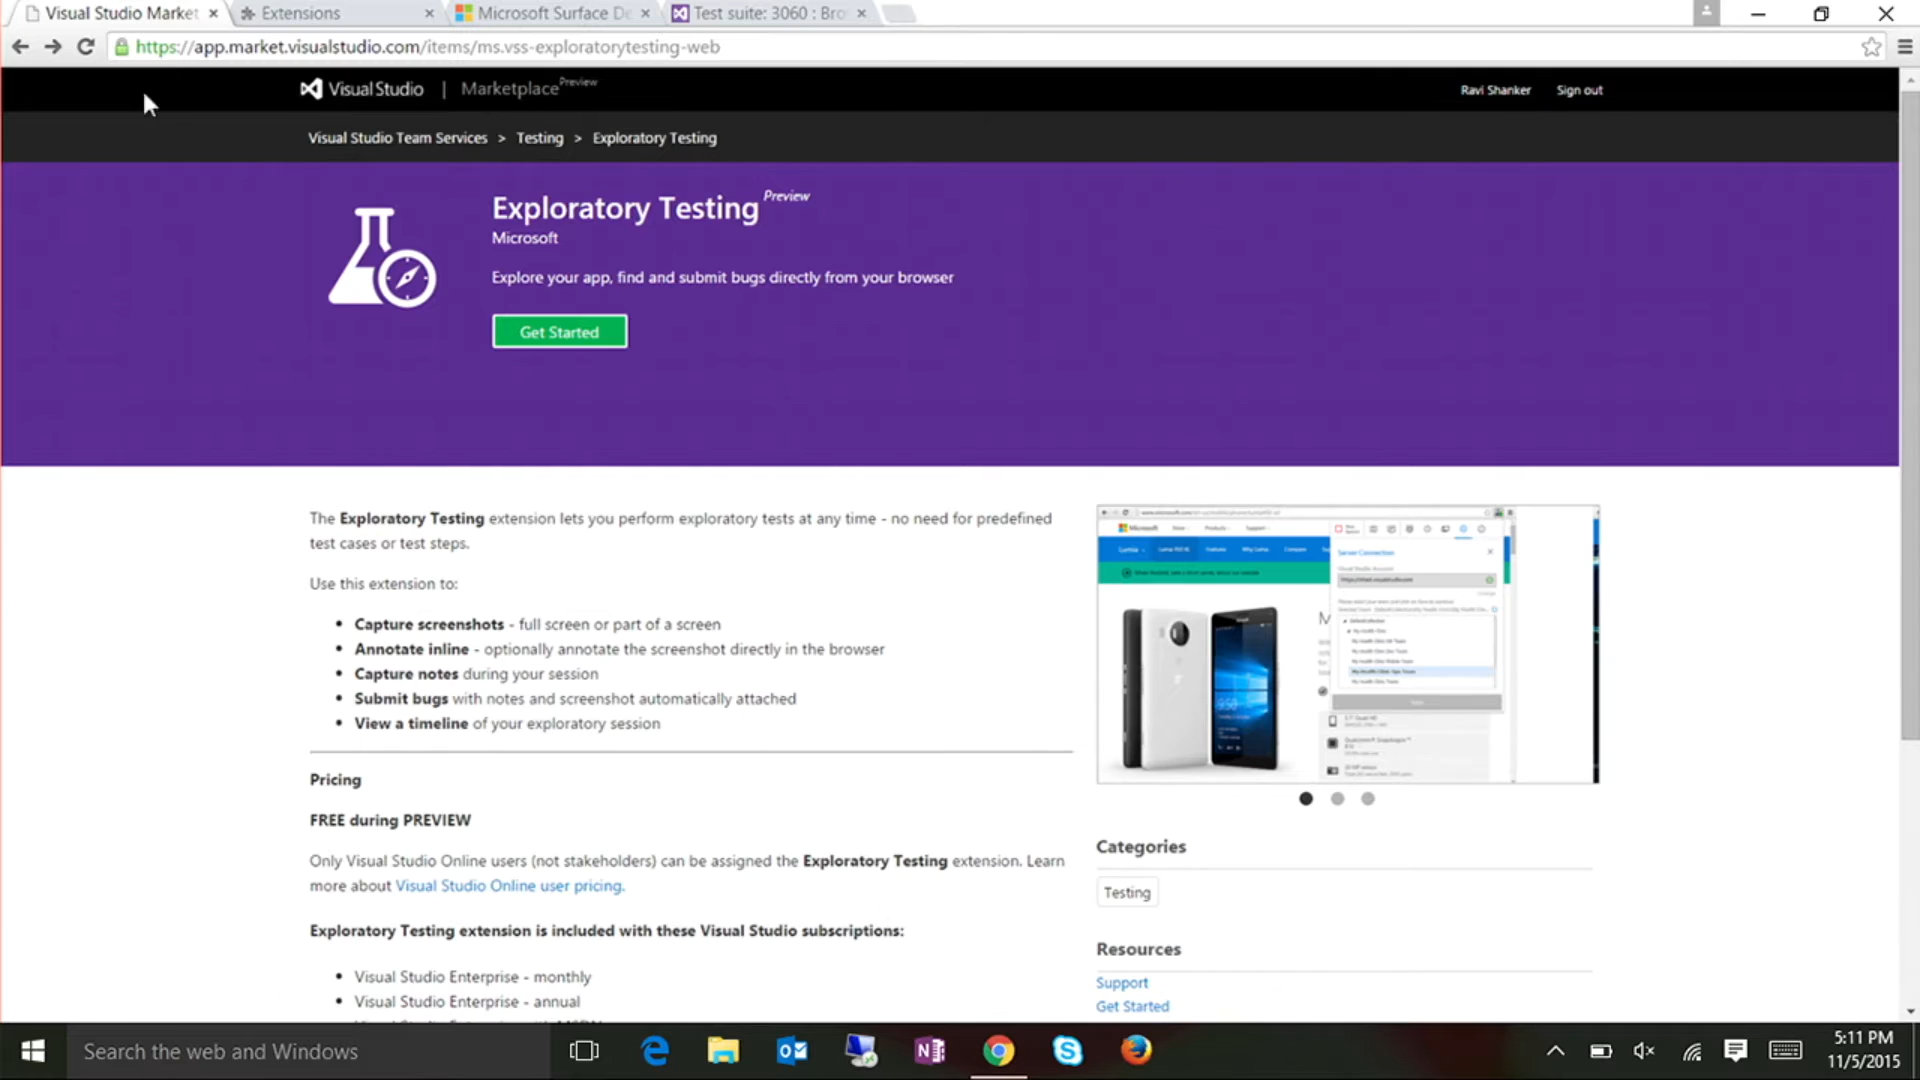 Visual Studio Market
Extensions
Microsoft Surface De
Test suite: 3060 : Bro
https://app.market.visualstudio.com/items/ms.vss-exploratorytesting-web
Visual Studio | Marketplace Preview
Ravi Shanker
Sign out
Visual Studio Team Services > Testing > Exploratory Testing
Exploratory Testing Preview
Microsoft
Explore your app, find and submit bugs directly from your browser
Get Started
The Exploratory Testing extension lets you perform exploratory tests at any time - no need for predefined
test cases or test steps.
Use this extension to:
• Capture screenshots - full screen or part of a screen
• Annotate inline - optionally annotate the screenshot directly in the browser
• Capture notes during your session
• Submit bugs with notes and screenshot automatically attached
• View a timeline of your exploratory session
Pricing
FREE during PREVIEW
Only Visual Studio Online users (not stakeholders) can be assigned the Exploratory Testing extension. Learn
more about Visual Studio Online user pricing.
Exploratory Testing extension is included with these Visual Studio subscriptions:
• Visual Studio Enterprise - monthly
• Visual Studio Enterprise - annual
Microsoft
Server Connection
Categories
Testing
Resources
Support
Get Started
Search the web and Windows
5:11 PM
11/5/2015